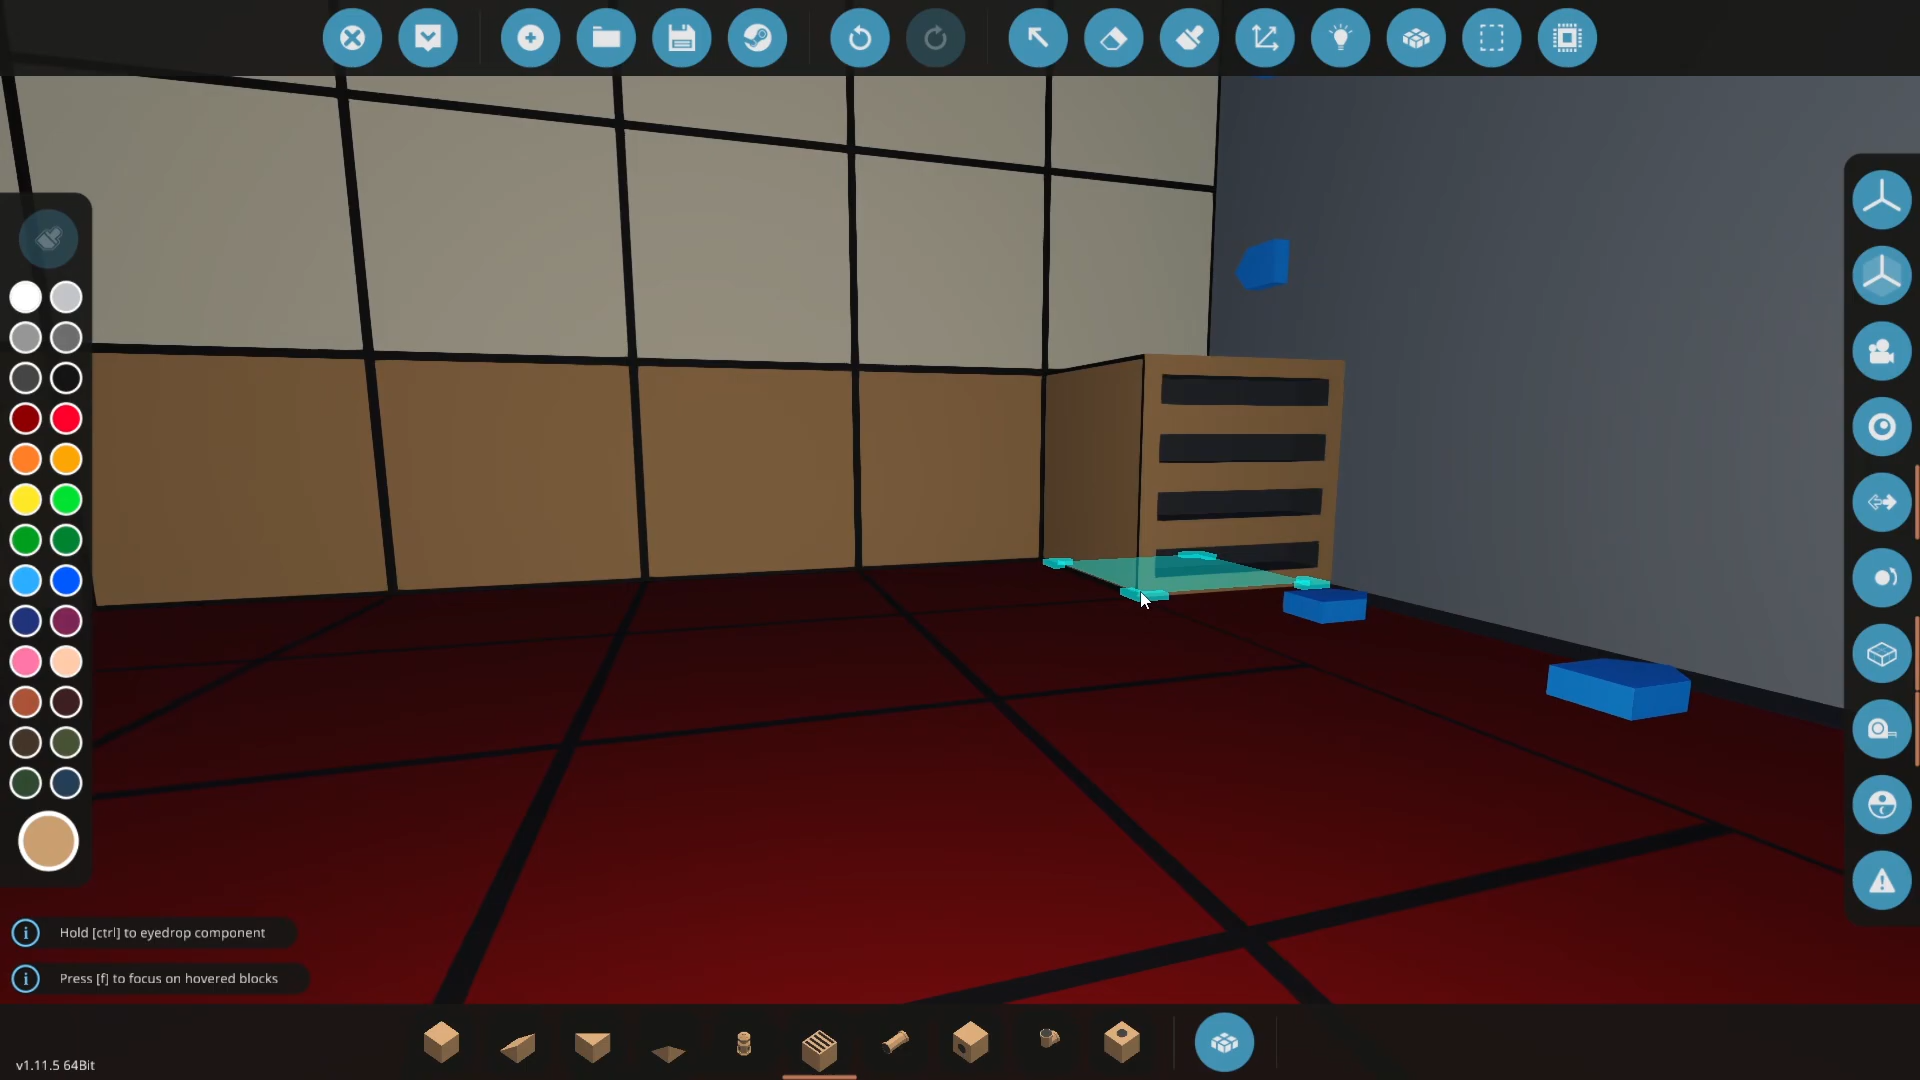 Hold [ctrl] to eyedrop component
Press [f] to focus on hovered blocks
v1.11.5 64Bit